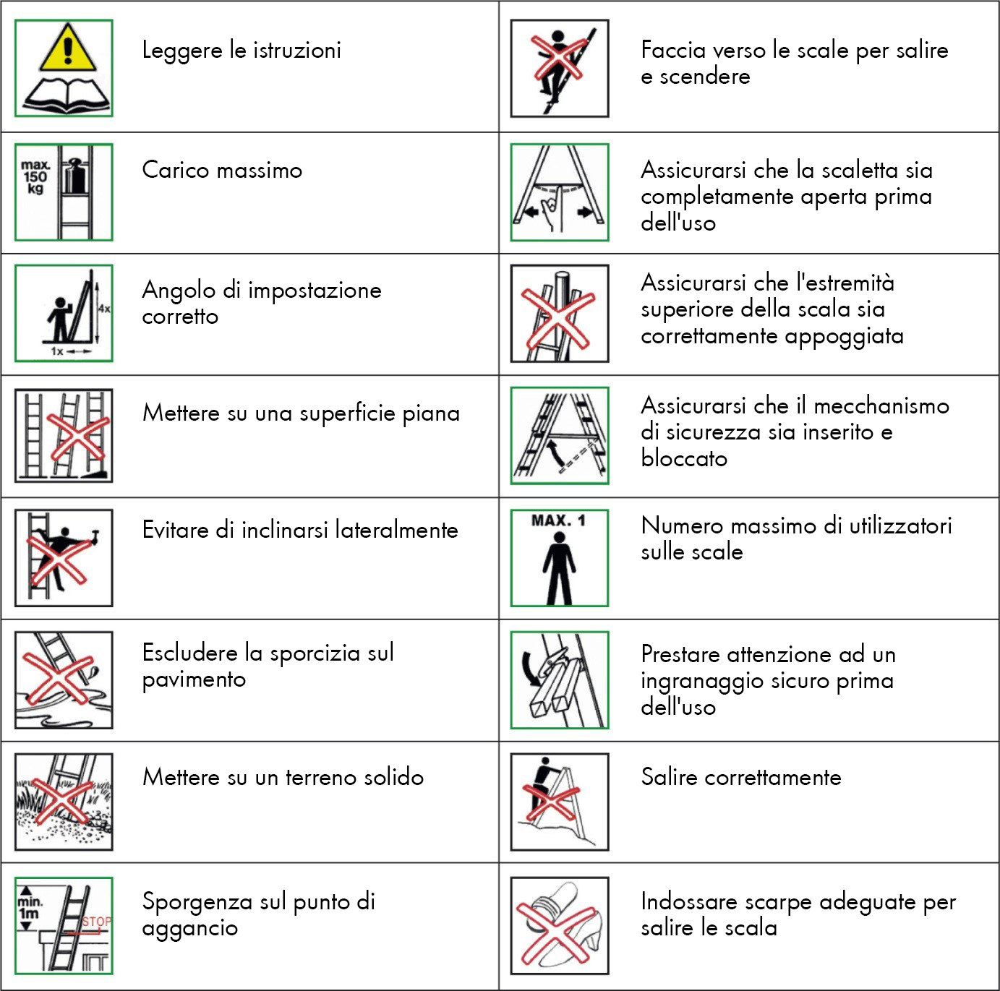 Leggere le istruzioni
Faccia verso le scale per salire
e scendere
max.
150
kg
Carico massimo
Assicurarsi che la scaletta sia
completamente aperta prima
dell'uso
4x
1x
Angolo di impostazione
corretto
Assicurarsi che l'estremità
superiore della scala sia
correttamente appoggiata
Mettere su una superficie piana
Assicurarsi che il mecchanismo
di sicurezza sia inserito e
bloccato
Evitare di inclinarsi lateralmente
MAX. 1
Numero massimo di utilizzatori
sulle scale
Escludere la sporcizia sul
pavimento
Prestare attenzione ad un
ingranaggio sicuro prima
dell'uso
Mettere su un terreno solido
Salire correttamente
min.
1m
STOP
Sporgenza sul punto di
aggancio
Indossare scarpe adeguate per
salire le scala